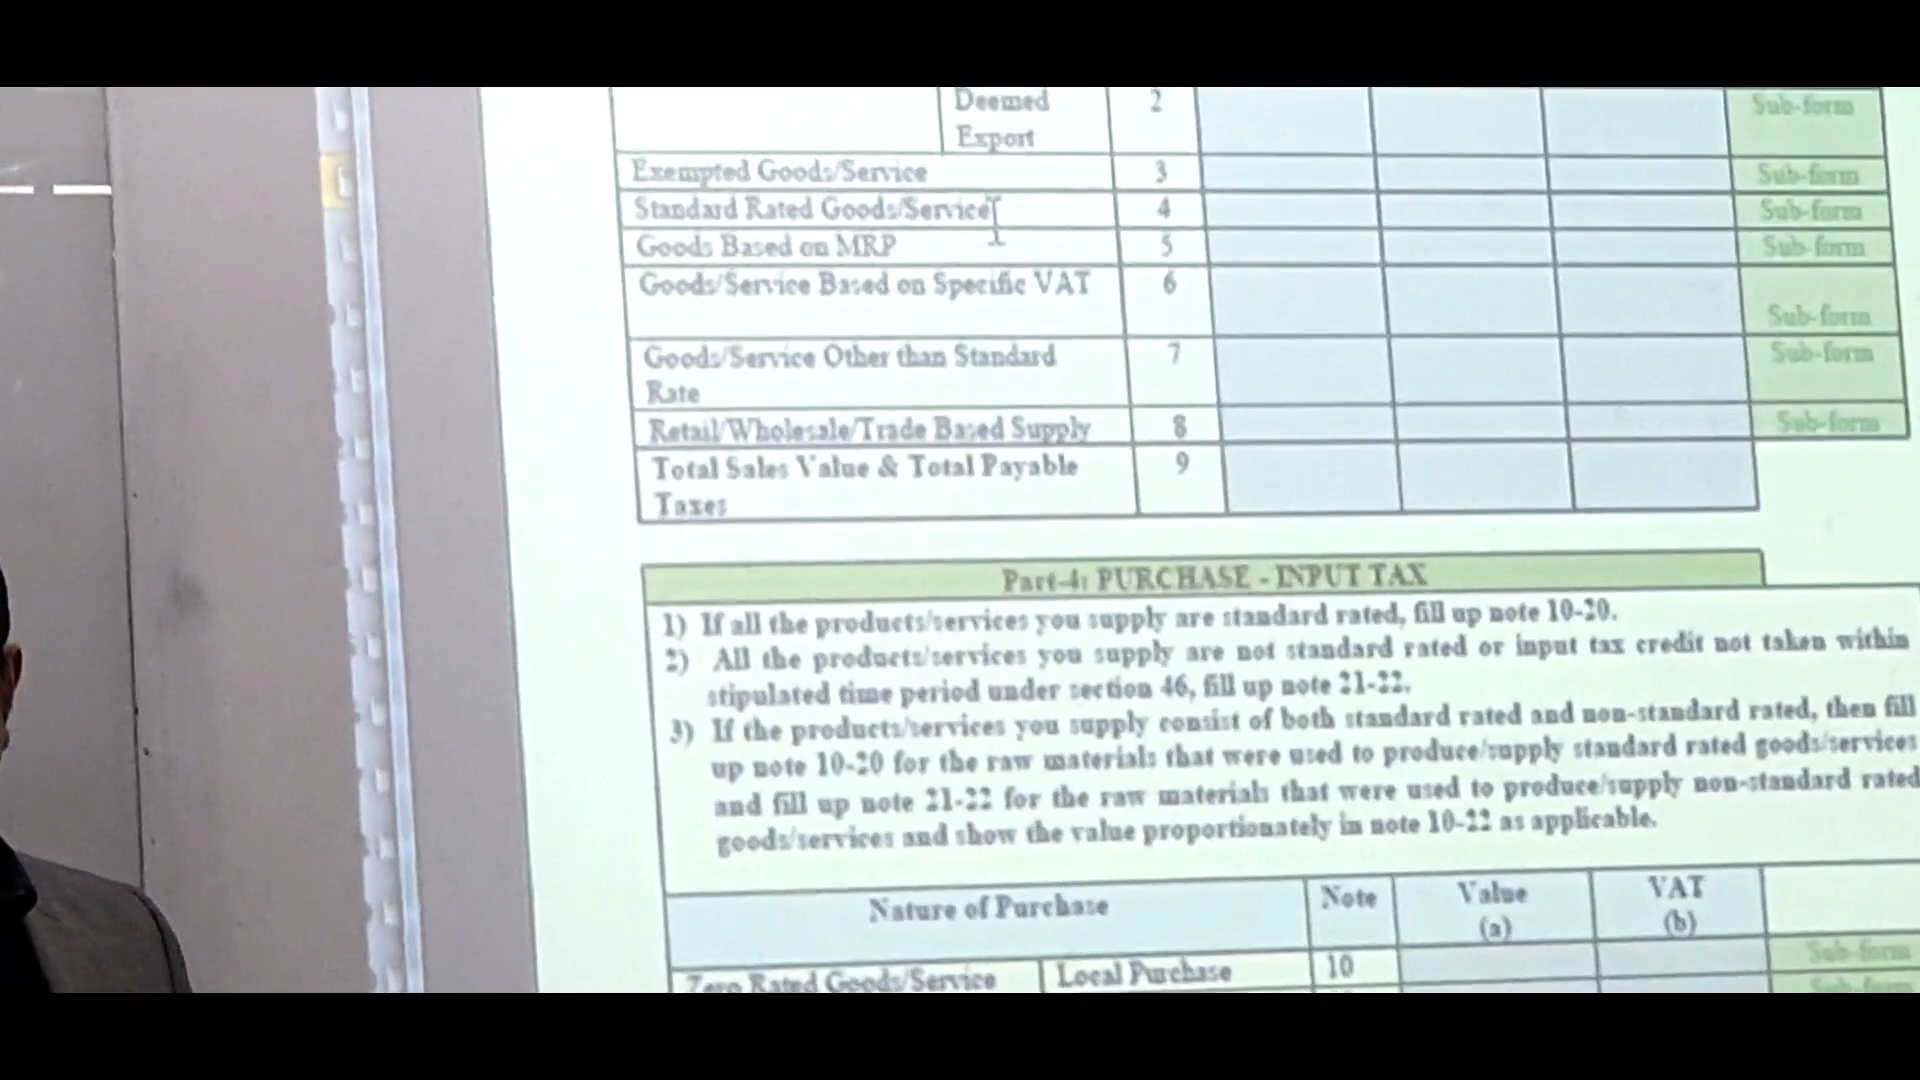 Deemed 2 Sub-form
Export
Exempted Goods/Service 3 Sub-form
Standard Rated Goods/Service 4 Sub-form
Goods Based on MRP 5 Sub-form
Goods/Service Based on Specific VAT 6
Sub-form
Goods/Service Other than Standard 7 Sub-form
Rate
Retail/Wholesale/Trade Based Supply 8 Sub-form
Total Sales Value & Total Payable 9
Taxes
Part-4: PURCHASE - INPUT TAX
1) If all the products/services you supply are standard rated, fill up note 10-20.
2) All the products/services you supply are not standard rated or input tax credit not taken within
stipulated time period under section 46, fill up note 21-22.
3) If the products/services you supply consist of both standard rated and non-standard rated, then fill
up note 10-20 for the raw materials that were used to produce/supply standard rated goods/services
and fill up note 21-22 for the raw materials that were used to produce/supply non-standard rated
goods/services and show the value proportionately in note 10-22 as applicable.
Nature of Purchase Note Value VAT
(a) (b)
Zero Rated Goods/Service Local Purchase 10 Sub-form
Sub-form